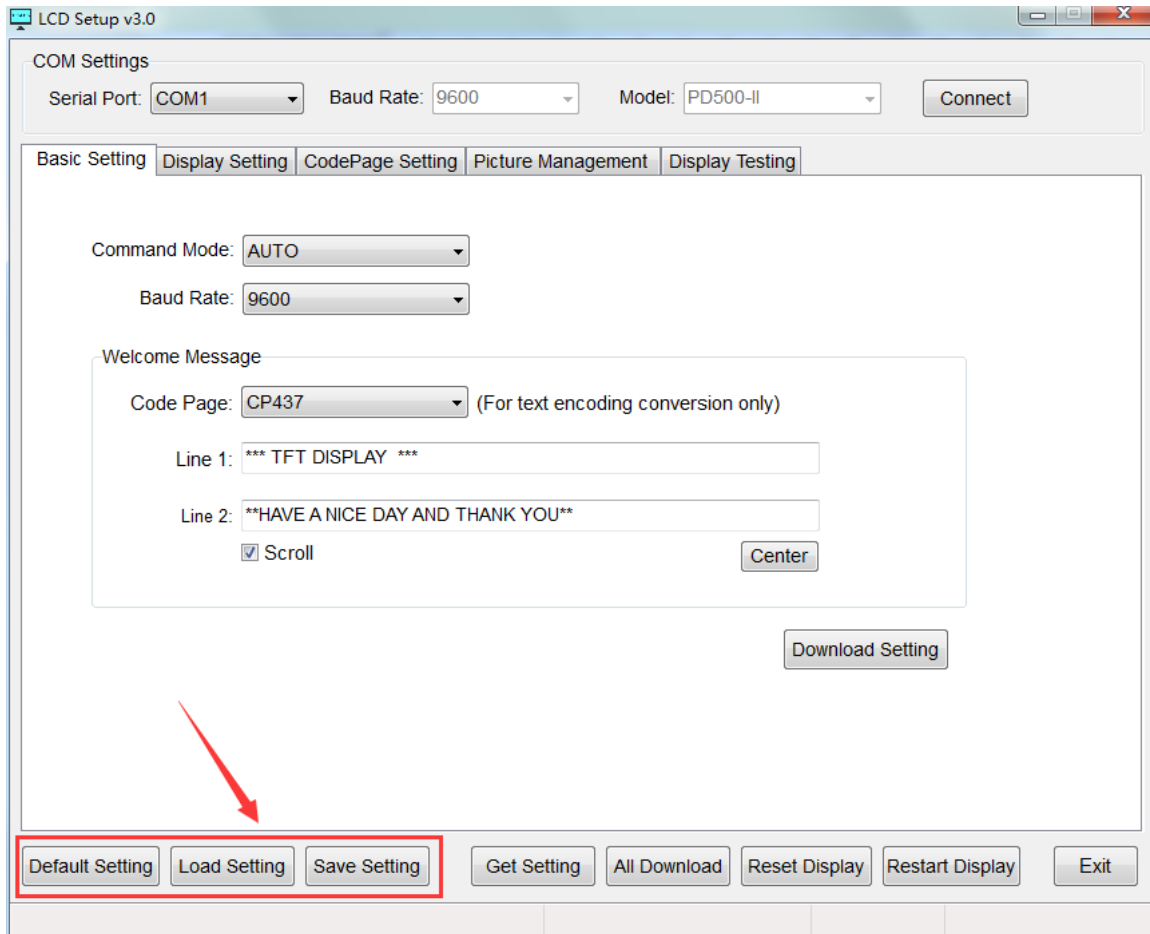 LCD Setup v3.0
COM Settings
Serial Port: COM1 Baud Rate: 9600 Model: PD500-II Connect
Basic Setting Display Setting CodePage Setting Picture Management Display Testing
Command Mode: AUTO
Baud Rate: 9600
Welcome Message
Code Page: CP437 (For text encoding conversion only)
Line 1: *** TFT DISPLAY  ***
Line 2: **HAVE A NICE DAY AND THANK YOU**
Scroll Center
Download Setting
Default Setting Load Setting Save Setting Get Setting All Download Reset Display Restart Display Exit